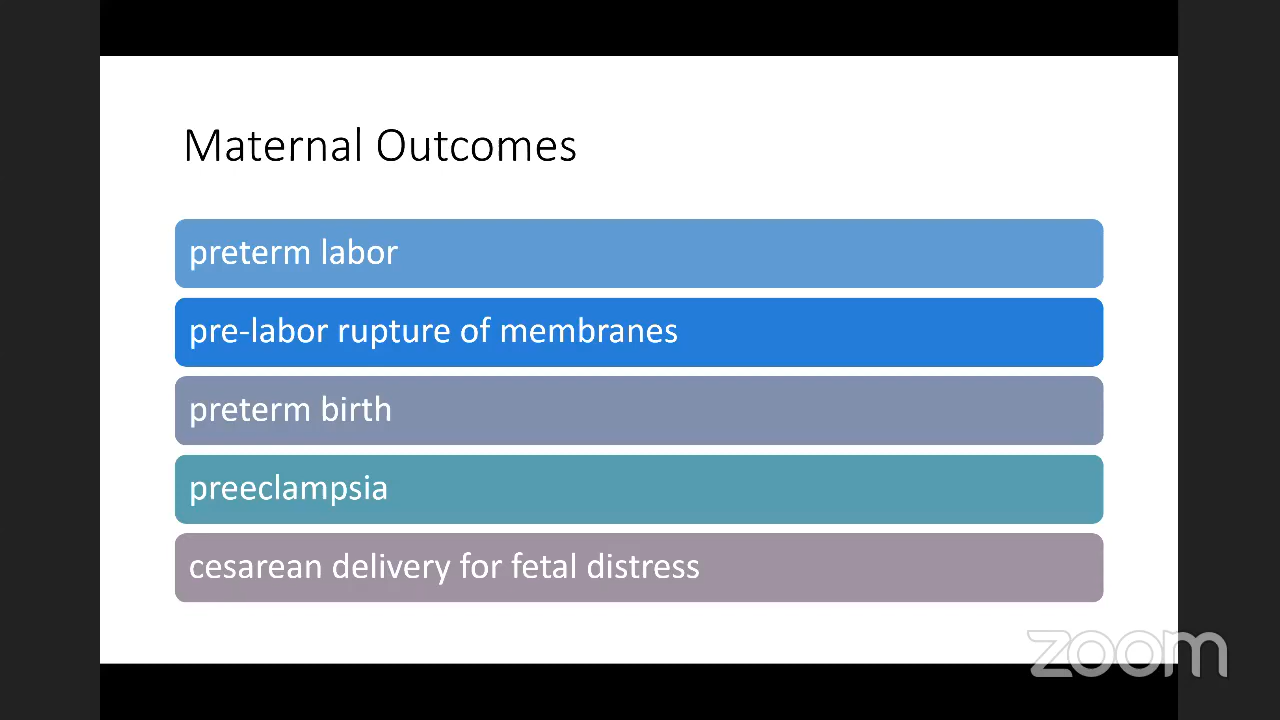 Maternal Outcomes
preterm labor
pre-labor rupture of membranes
preterm birth
preeclampsia
cesarean delivery for fetal distress
zoom